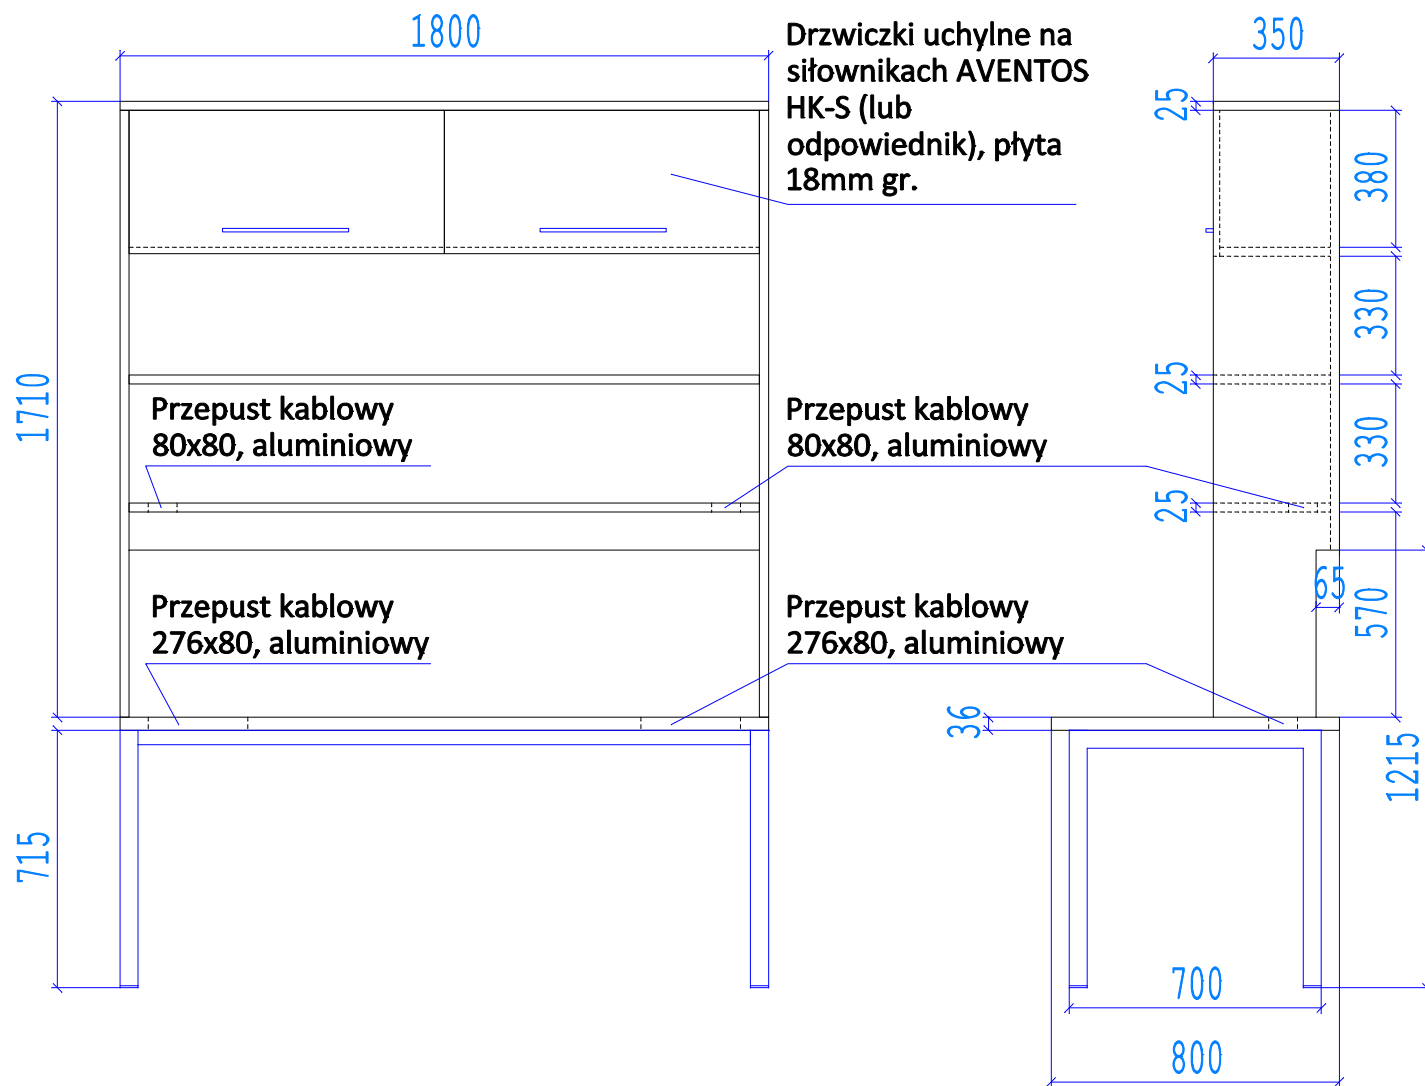 1800
Drzwiczki uchylne na
siłownikach AVENTOS
HK-S (lub
odpowiednik), płyta
18mm gr.
350
25
380
330
25
1710
Przepust kablowy
80x80, aluminiowy
Przepust kablowy
80x80, aluminiowy
330
25
65
570
Przepust kablowy
276x80, aluminiowy
Przepust kablowy
276x80, aluminiowy
36
1215
715
700
800